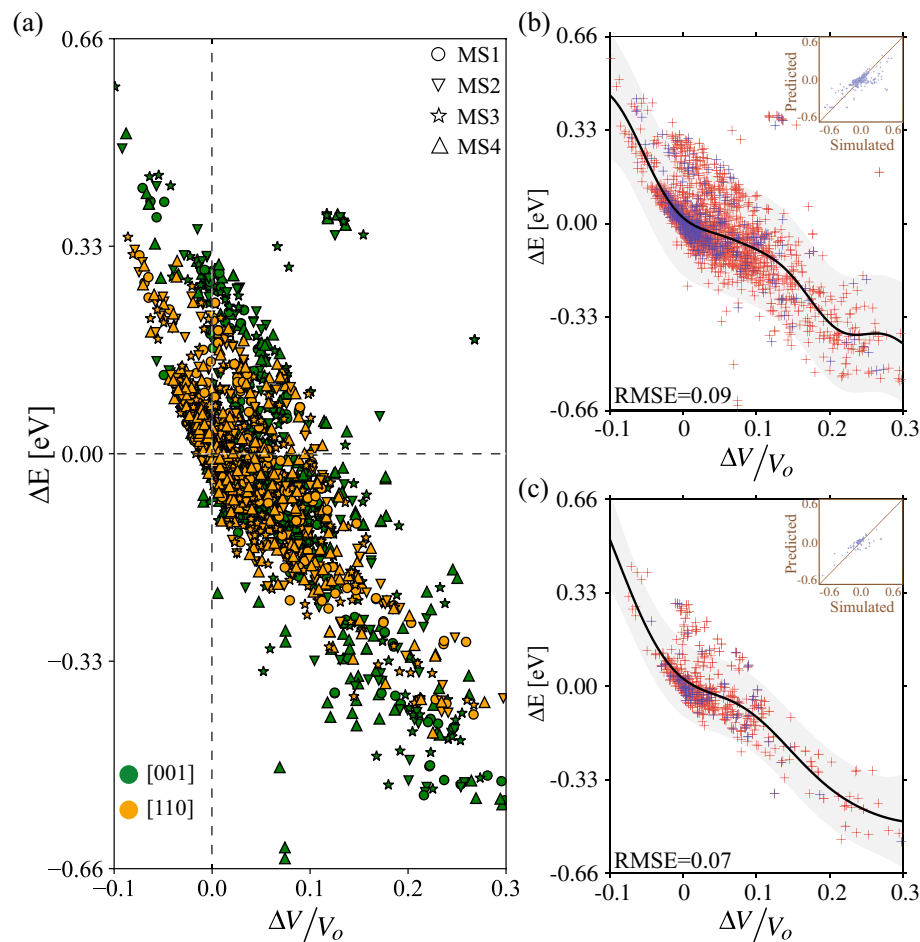 (a)
0.66
0.33
0.00
−0.33
−0.66
ΔE [eV]
−0.1
0.0
0.1
0.2
0.3
ΔV/Vo
MS1
MS2
MS3
MS4
[001]
[110]
(b)
0.66
0.33
0.00
-0.33
-0.66
ΔE [eV]
-0.1
0
0.1
0.2
0.3
ΔV/Vo
RMSE=0.09
0.6
0.0
-0.6
Predicted
-0.6
0.0
0.6
Simulated
(c)
0.66
0.33
0.00
-0.33
-0.66
ΔE [eV]
-0.1
0
0.1
0.2
0.3
ΔV/Vo
RMSE=0.07
0.6
0.0
-0.6
Predicted
-0.6
0.0
0.6
Simulated